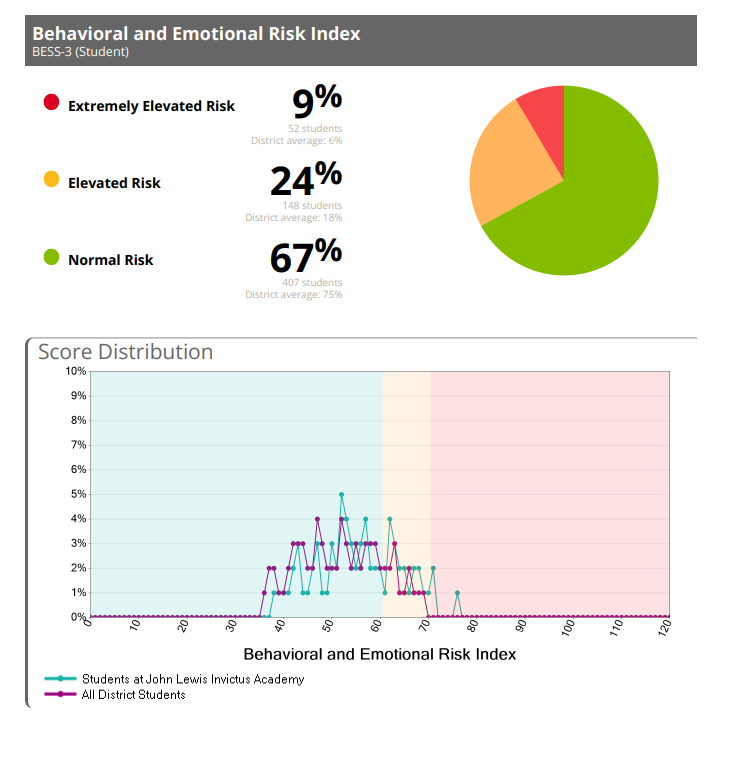 Behavioral and Emotional Risk Index
BESS-3 (Student)
Extremely Elevated Risk
9%
52 students
District average: 6%
Elevated Risk
24%
148 students
District average: 18%
Normal Risk
67%
407 students
District average: 75%
Score Distribution
10%
9%
8%
7%
6%
5%
4%
3%
2%
1%
0%
0 10 20 30 40 50 60 70 80 90 100 110 120
Behavioral and Emotional Risk Index
Students at John Lewis Invictus Academy
All District Students